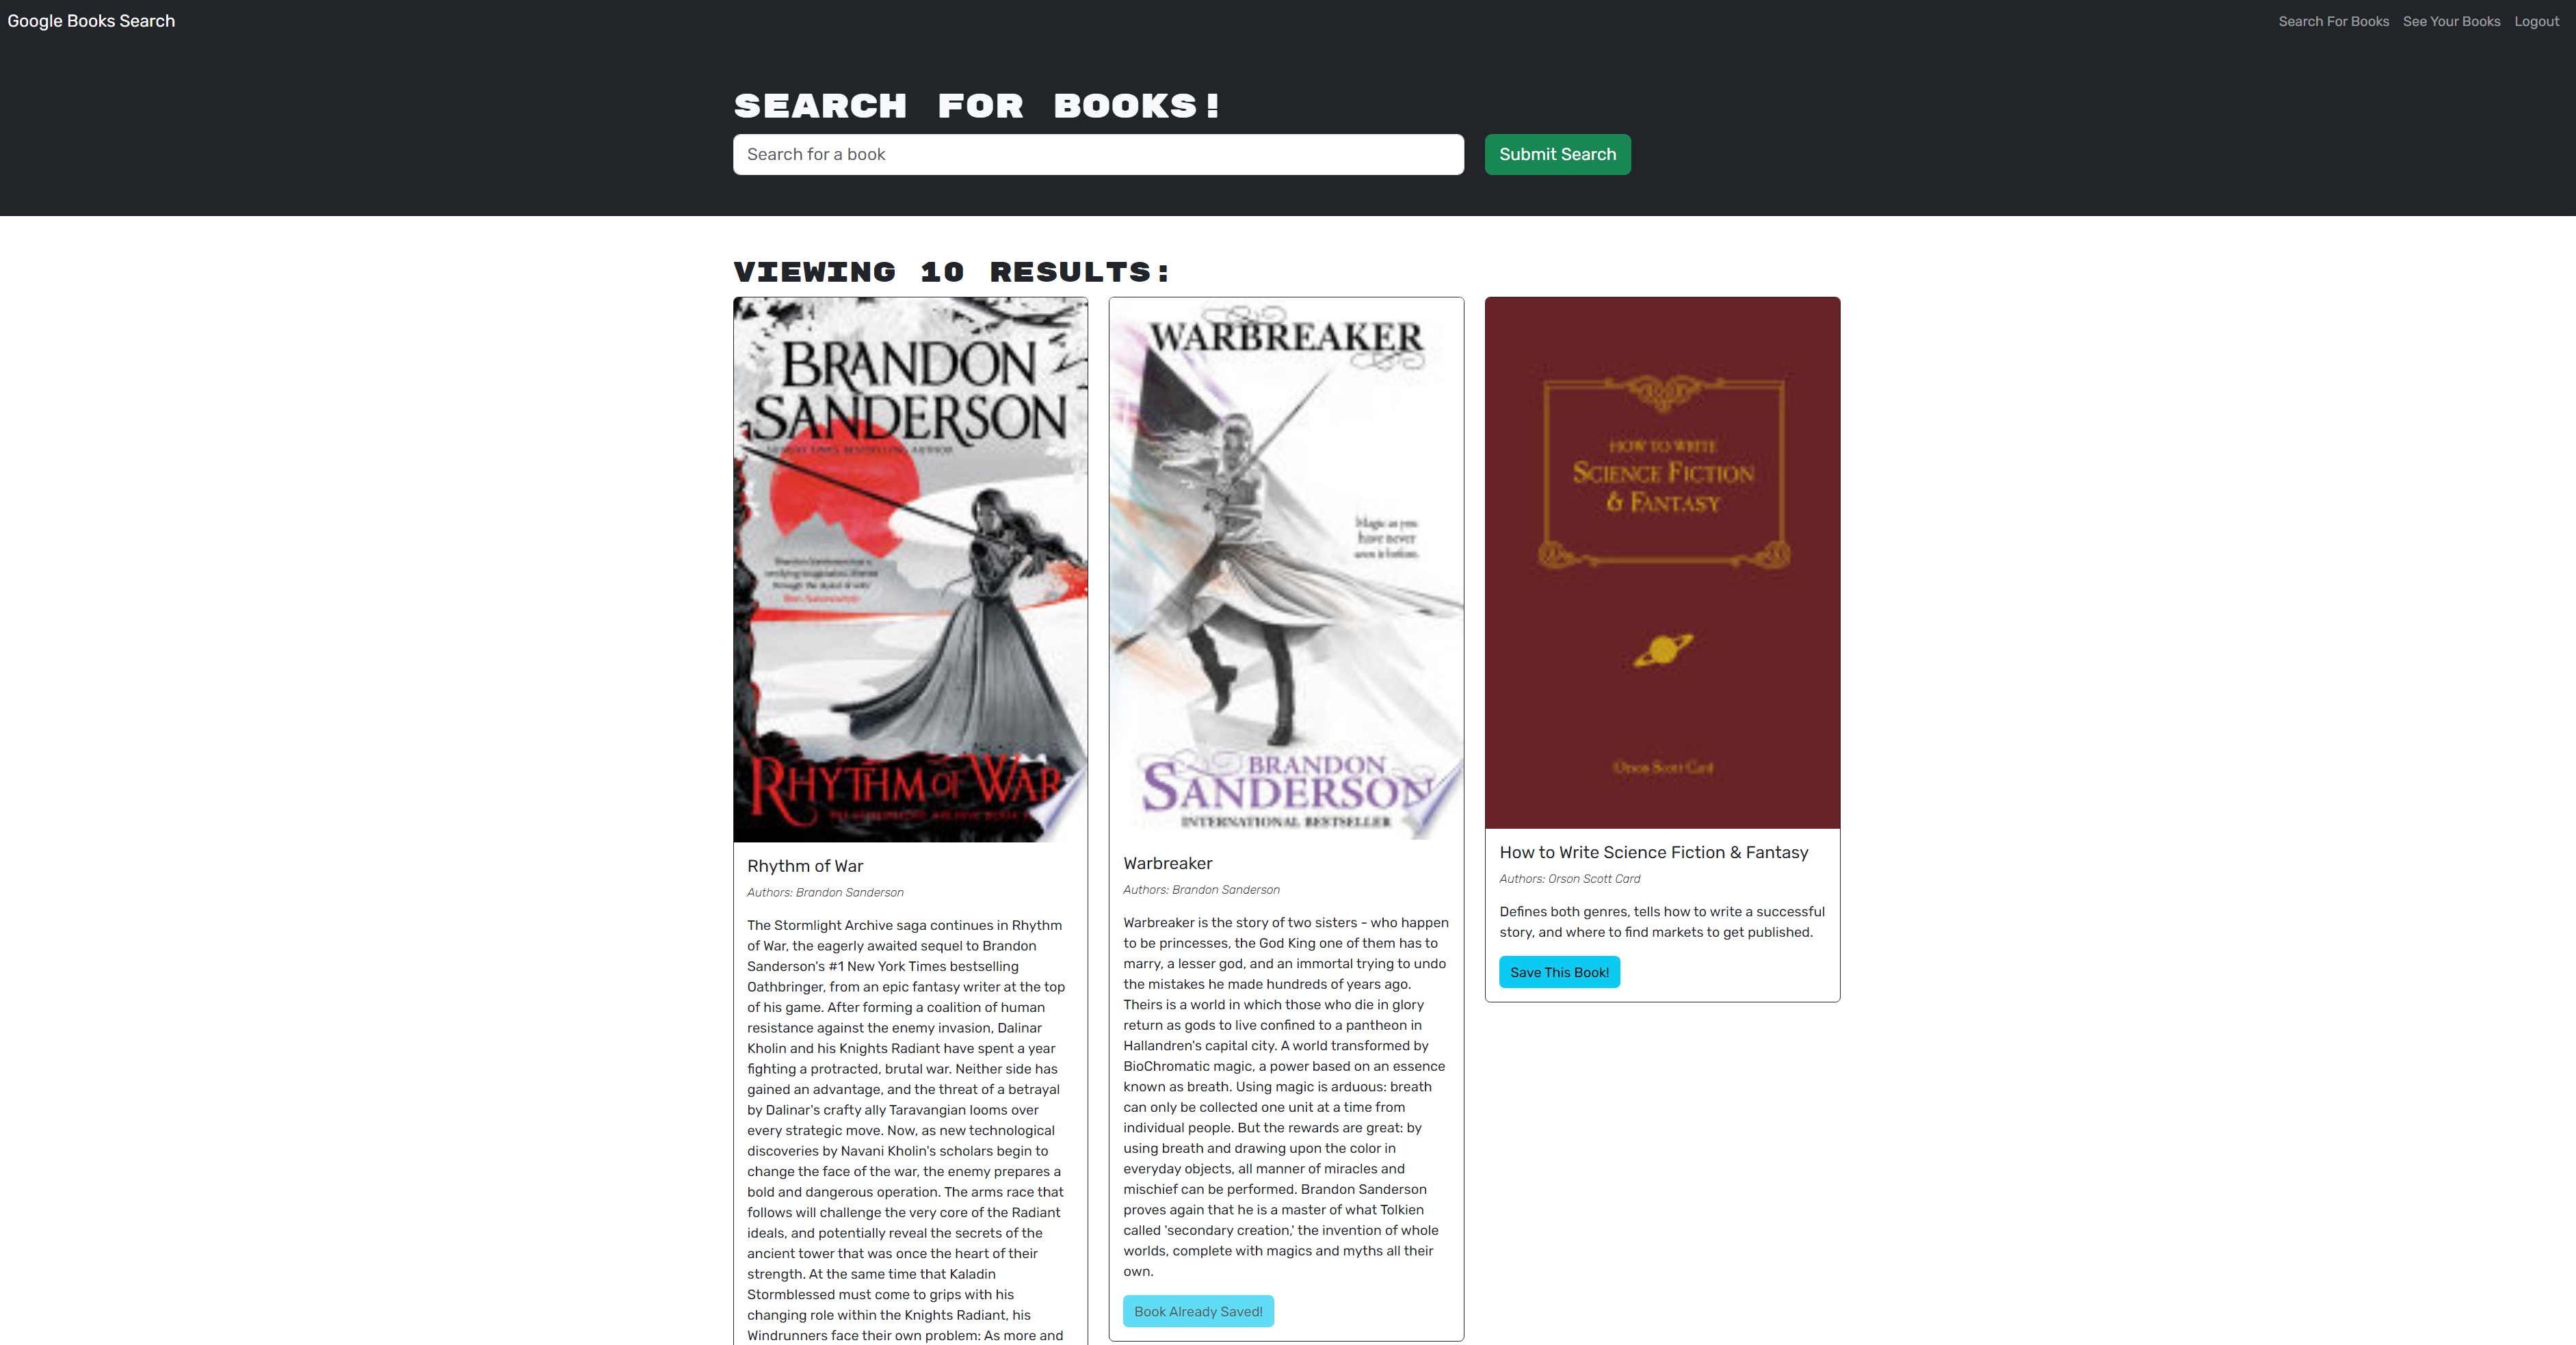 Google Books Search
Search For Books
See Your Books
Logout
SEARCH FOR BOOKS!
Search for a book
Submit Search
VIEWING 10 RESULTS:
BRANDON
SANDERSON
RHYTHM OF WAR
Rhythm of War
Authors: Brandon Sanderson
The Stormlight Archive saga continues in Rhythm
of War, the eagerly awaited sequel to Brandon
Sanderson's #1 New York Times bestselling
Oathbringer, from an epic fantasy writer at the top
of his game. After forming a coalition of human
resistance against the enemy invasion, Dalinar
Kholin and his Knights Radiant have spent a year
fighting a protracted, brutal war. Neither side has
gained an advantage, and the threat of a betrayal
by Dalinar's crafty ally Taravangian looms over
every strategic move. Now, as new technological
discoveries by Navani Kholin's scholars begin to
change the face of the war, the enemy prepares a
bold and dangerous operation. The arms race that
follows will challenge the very core of the Radiant
ideals, and potentially reveal the secrets of the
ancient tower that was once the heart of their
strength. At the same time that Kaladin
Stormblessed must come to grips with his
changing role within the Knights Radiant, his
Windrunners face their own problem: As more and
WARBREAKER
Magic as you
have never
seen it before.
BRANDON
SANDERSON
INTERNATIONAL BESTSELLER
Warbreaker
Authors: Brandon Sanderson
Warbreaker is the story of two sisters - who happen
to be princesses, the God King one of them has to
marry, a lesser god, and an immortal trying to undo
the mistakes he made hundreds of years ago.
Theirs is a world in which those who die in glory
return as gods to live confined to a pantheon in
Hallandren's capital city. A world transformed by
BioChromatic magic, a power based on an essence
known as breath. Using magic is arduous: breath
can only be collected one unit at a time from
individual people. But the rewards are great: by
using breath and drawing upon the color in
everyday objects, all manner of miracles and
mischief can be performed. Brandon Sanderson
proves again that he is a master of what Tolkien
called 'secondary creation,' the invention of whole
worlds, complete with magics and myths all their
own.
Book Already Saved!
HOW TO WRITE
SCIENCE FICTION
& FANTASY
Orson Scott Card
How to Write Science Fiction & Fantasy
Authors: Orson Scott Card
Defines both genres, tells how to write a successful
story, and where to find markets to get published.
Save This Book!